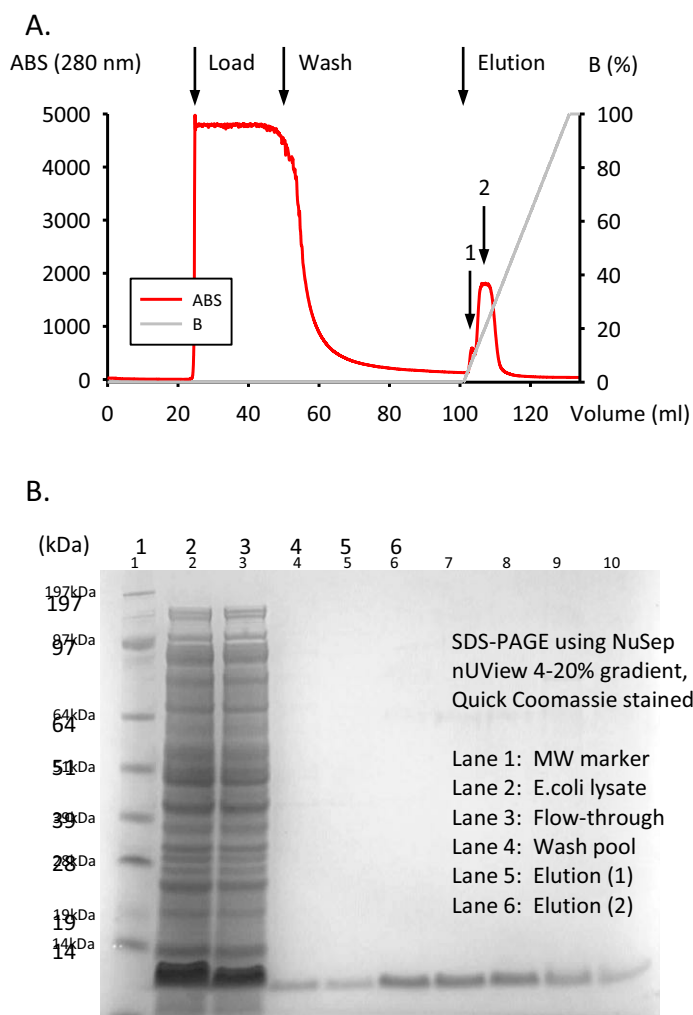 A.
ABS (280 nm) Load Wash Elution B (%)
5000 100
4000 80
3000 60
2000 40
1000 20
0 0
2
1
ABS
B
0 20 40 60 80 100 120 Volume (ml)
B.
(kDa) 1 2 3 4 5 6
1 2 3 4 5 6 7 8 9 10
197kDa
197
87kDa
97
64kDa
64
51kDa
51
39kDa
39
28kDa
28
19kDa
19
14kDa
14
SDS-PAGE using NuSep
nUView 4-20% gradient,
Quick Coomassie stained
Lane 1: MW marker
Lane 2: E.coli lysate
Lane 3: Flow-through
Lane 4: Wash pool
Lane 5: Elution (1)
Lane 6: Elution (2)